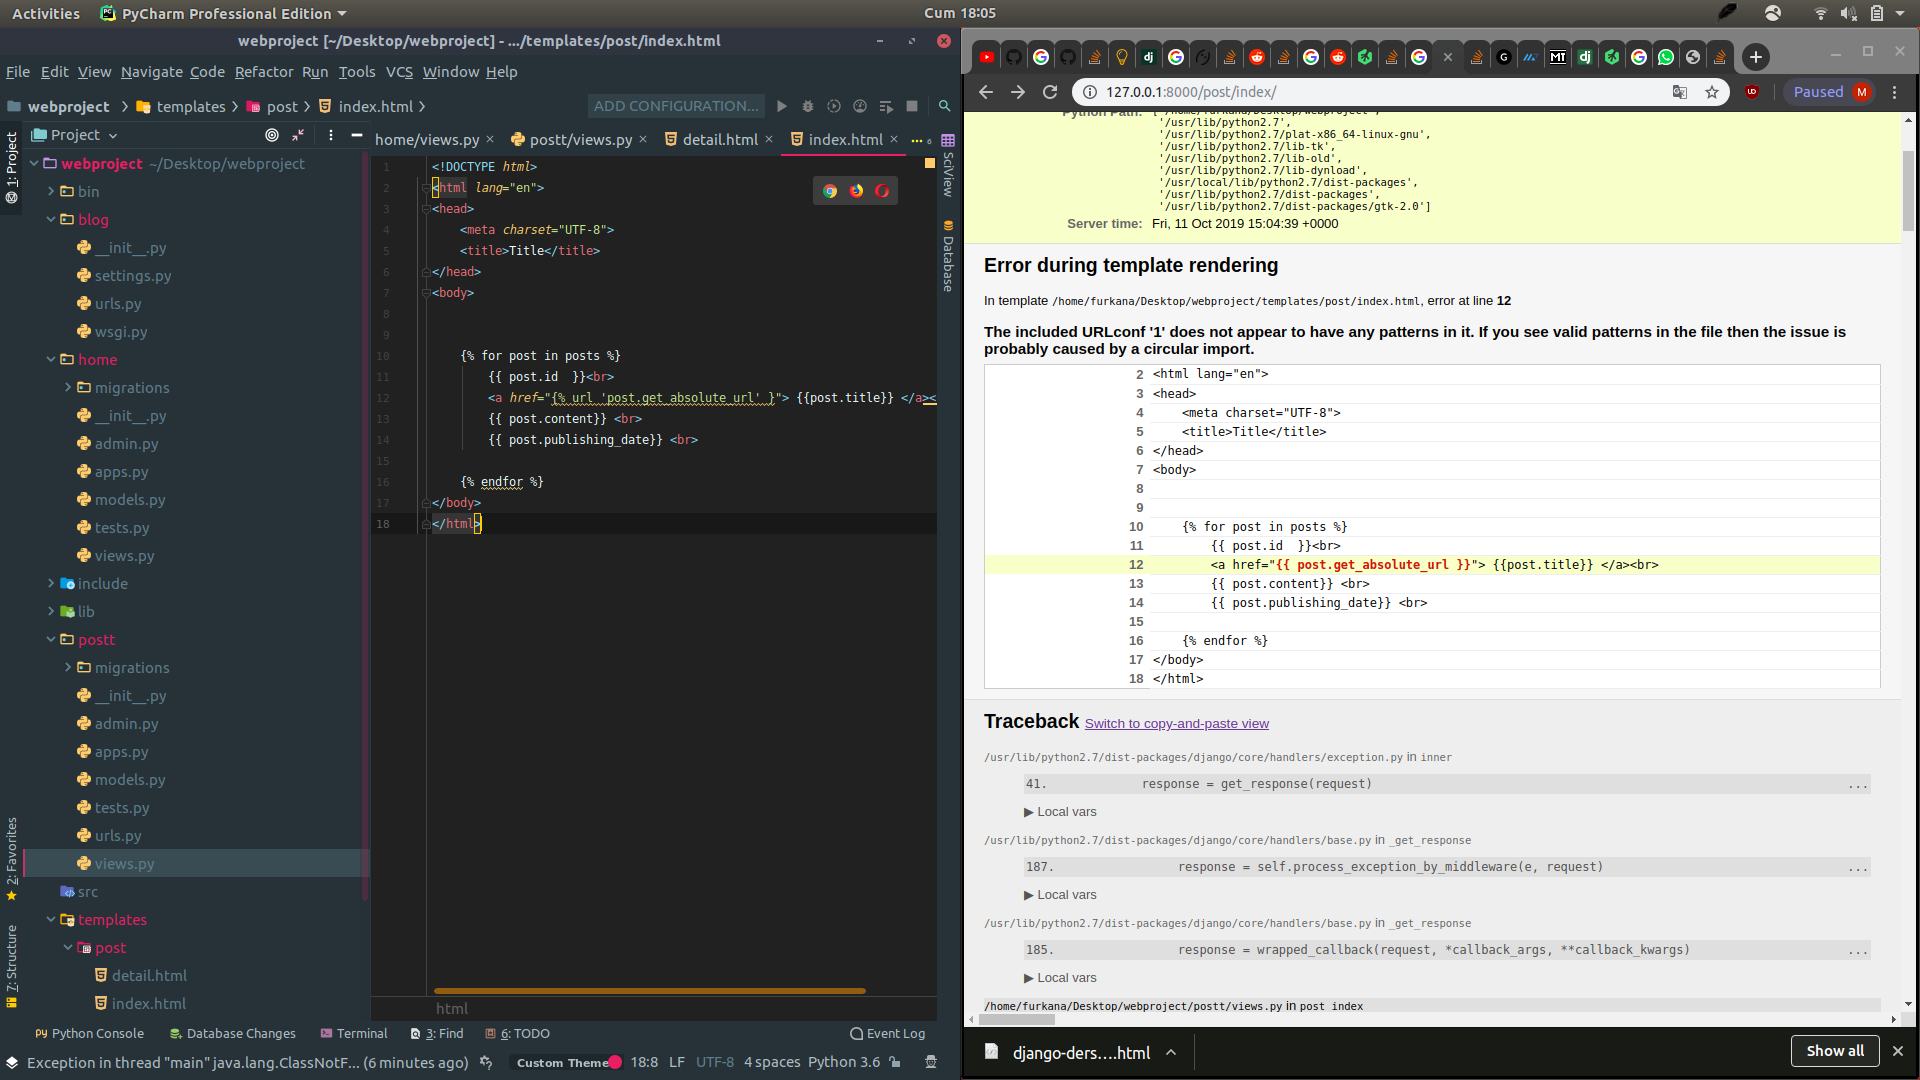 Activities
PyCharm Professional Edition
Cum 18:05
webproject [~/Desktop/webproject] - .../templates/post/index.html
File Edit View Navigate Code Refactor Run Tools VCS Window Help
webproject
templates
post
index.html
ADD CONFIGURATION...
1: Project
2: Favorites
7: Structure
Project
webproject ~/Desktop/webproject
bin
blog
__init__.py
settings.py
urls.py
wsgi.py
home
migrations
__init__.py
admin.py
apps.py
models.py
tests.py
views.py
include
lib
postt
migrations
__init__.py
admin.py
apps.py
models.py
tests.py
urls.py
views.py
src
templates
post
detail.html
index.html
home/views.py
postt/views.py
detail.html
index.html
SciView
Database
1 <!DOCTYPE html>
2 <html lang="en">
3 <head>
4 <meta charset="UTF-8">
5 <title>Title</title>
6 </head>
7 <body>
8
9
10 {% for post in posts %}
11 {{ post.id  }}<br>
12 <a href="{% url 'post.get_absolute_url' }"> {{post.title}} </a><
13 {{ post.content}} <br>
14 {{ post.publishing_date}} <br>
15
16 {% endfor %}
17 </body>
18 </html>
html
Python Console
Database Changes
Terminal
3: Find
6: TODO
Event Log
Exception in thread "main" java.lang.ClassNotF... (6 minutes ago)
Custom Theme
18:8 LF UTF-8 4 spaces Python 3.6
127.0.0.1:8000/post/index/
Paused M
Python Path: ['/home/furkana/Desktop/webproject',
'/usr/lib/python2.7',
'/usr/lib/python2.7/plat-x86_64-linux-gnu',
'/usr/lib/python2.7/lib-tk',
'/usr/lib/python2.7/lib-old',
'/usr/lib/python2.7/lib-dynload',
'/usr/local/lib/python2.7/dist-packages',
'/usr/lib/python2.7/dist-packages',
'/usr/lib/python2.7/dist-packages/gtk-2.0']
Server time: Fri, 11 Oct 2019 15:04:39 +0000
Error during template rendering
In template /home/furkana/Desktop/webproject/templates/post/index.html, error at line 12
The included URLconf '1' does not appear to have any patterns in it. If you see valid patterns in the file then the issue is
probably caused by a circular import.
2 <html lang="en">
3 <head>
4 <meta charset="UTF-8">
5 <title>Title</title>
6 </head>
7 <body>
8
9
10 {% for post in posts %}
11 {{ post.id  }}<br>
12 <a href="{{ post.get_absolute_url }}"> {{post.title}} </a><br>
13 {{ post.content}} <br>
14 {{ post.publishing_date}} <br>
15
16 {% endfor %}
17 </body>
18 </html>
Traceback Switch to copy-and-paste view
/usr/lib/python2.7/dist-packages/django/core/handlers/exception.py in inner
41. response = get_response(request) ...
▶ Local vars
/usr/lib/python2.7/dist-packages/django/core/handlers/base.py in _get_response
187. response = self.process_exception_by_middleware(e, request) ...
▶ Local vars
/usr/lib/python2.7/dist-packages/django/core/handlers/base.py in _get_response
185. response = wrapped_callback(request, *callback_args, **callback_kwargs) ...
▶ Local vars
/home/furkana/Desktop/webproject/postt/views.py in post_index
django-ders....html
Show all